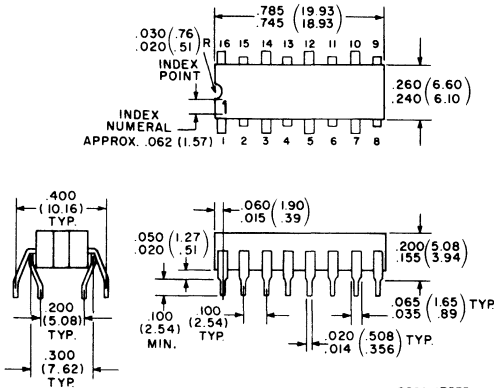 .785 (19.93)
.745 (18.93)
.030 (.76) R
.020 (.51)
16 15 14 13 12 11 10 9
INDEX
POINT
.260 (6.60)
.240 (6.10)
INDEX
NUMERAL
1
APPROX. .062 (1.57)
1 2 3 4 5 6 7 8
.400
(10.16)
TYP.
.060 (1.90)
.015 (.39)
.050 (1.27)
.020 (.51)
.200 (5.08)
.155 (3.94)
.200
(5.08)
TYP.
.100
(2.54)
MIN.
.100
(2.54)
TYP.
.065 (1.65) TYP.
.035 (.89)
.020 (.508) TYP.
.014 (.356)
.300
(7.62)
TYP.